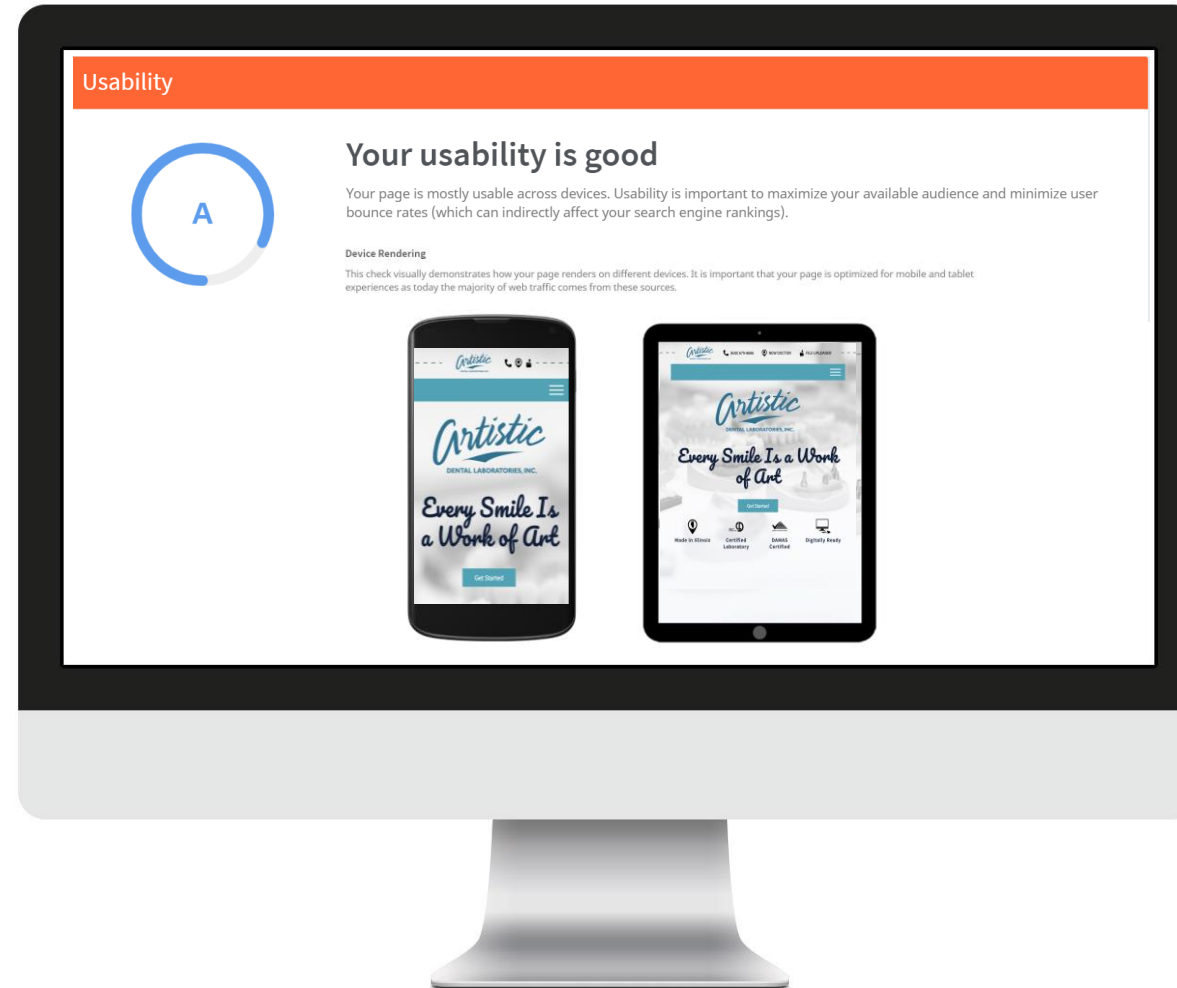 Usability
A
Your usability is good
Your page is mostly usable across devices. Usability is important to maximize your available audience and minimize user
bounce rates (which can indirectly affect your search engine rankings).
Device Rendering
This check visually demonstrates how your page renders on different devices. It is important that your page is optimized for mobile and tablet
experiences as today the majority of web traffic comes from these sources.
artistic
artistic
DENTAL LABORATORIES, INC.
Every Smile Is
a Work of Art
Get Started
artistic
NEW DOCTOR
FILE UPLOADER
artistic
DENTAL LABORATORIES, INC.
Every Smile Is a Work
of Art
Get Started
Made in Illinois
Certified
Laboratory
DAMAS
Certified
Digitally Ready